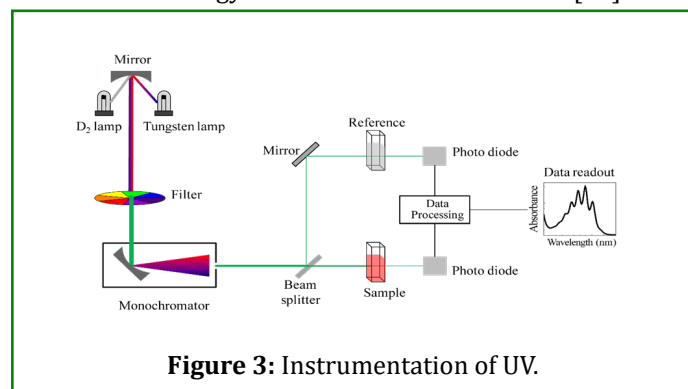 Mirror
D₂ lamp
Tungsten lamp
Filter
Monochromator
Mirror
Reference
Photo diode
Data
Processing
Beam
splitter
Sample
Photo diode
Data readout
Absorbance
Wavelength (nm)
Figure 3: Instrumentation of UV.